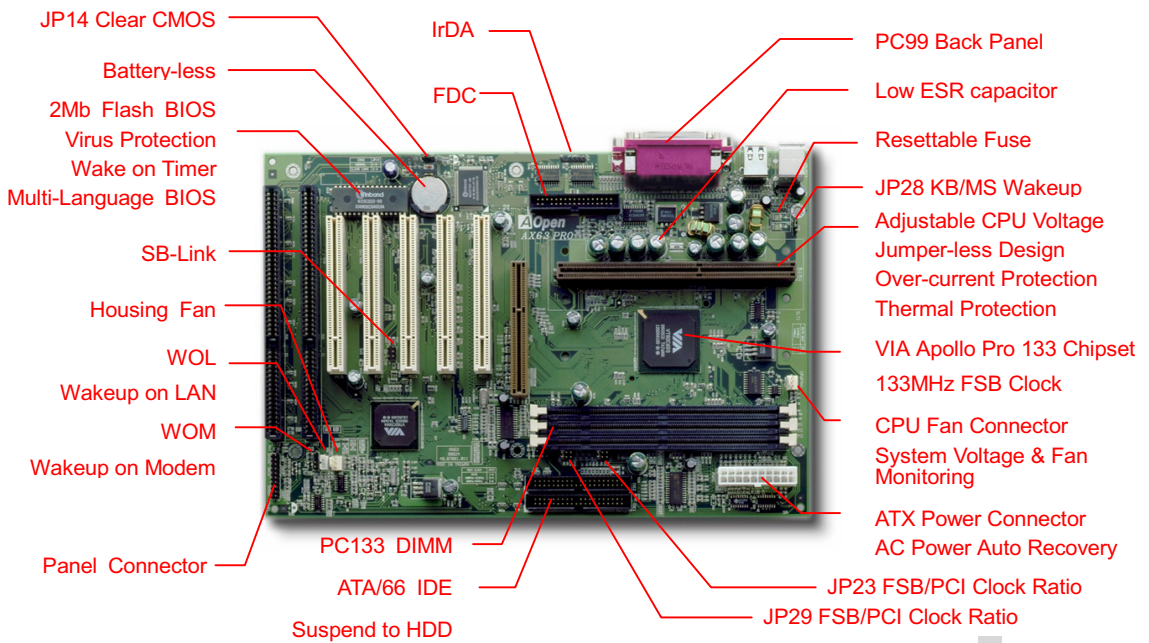 JP14 Clear CMOS
Battery-less
2Mb Flash BIOS
Virus Protection
Wake on Timer
Multi-Language BIOS
SB-Link
Housing Fan
WOL
Wakeup on LAN
WOM
Wakeup on Modem
Panel Connector
IrDA
FDC
AOpen
AX63 PRO
VIA
VIA
PC133 DIMM
ATA/66 IDE
Suspend to HDD
PC99 Back Panel
Low ESR capacitor
Resettable Fuse
JP28 KB/MS Wakeup
Adjustable CPU Voltage
Jumper-less Design
Over-current Protection
Thermal Protection
VIA Apollo Pro 133 Chipset
133MHz FSB Clock
CPU Fan Connector
System Voltage & Fan
Monitoring
ATX Power Connector
AC Power Auto Recovery
JP23 FSB/PCI Clock Ratio
JP29 FSB/PCI Clock Ratio